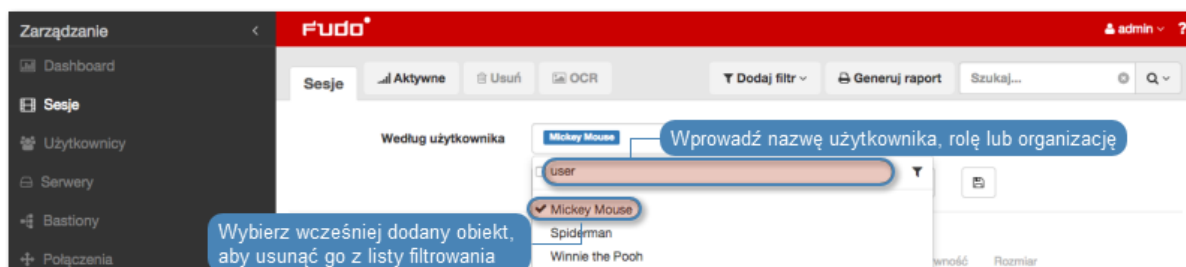 Zarządzanie
Fudo
admin
?
Dashboard
Sesje
Aktywne
Usuń
OCR
Dodaj filtr
Generuj raport
Szukaj...
Sesje
Użytkownicy
Według użytkownika
Mickey Mouse
Wprowadź nazwę użytkownika, rolę lub organizację
user
Serwery
Mickey Mouse
Bastiony
Wybierz wcześniej dodany obiekt,
aby usunąć go z listy filtrowania
Spiderman
Winnie the Pooh
Połączenia
Rozmiar